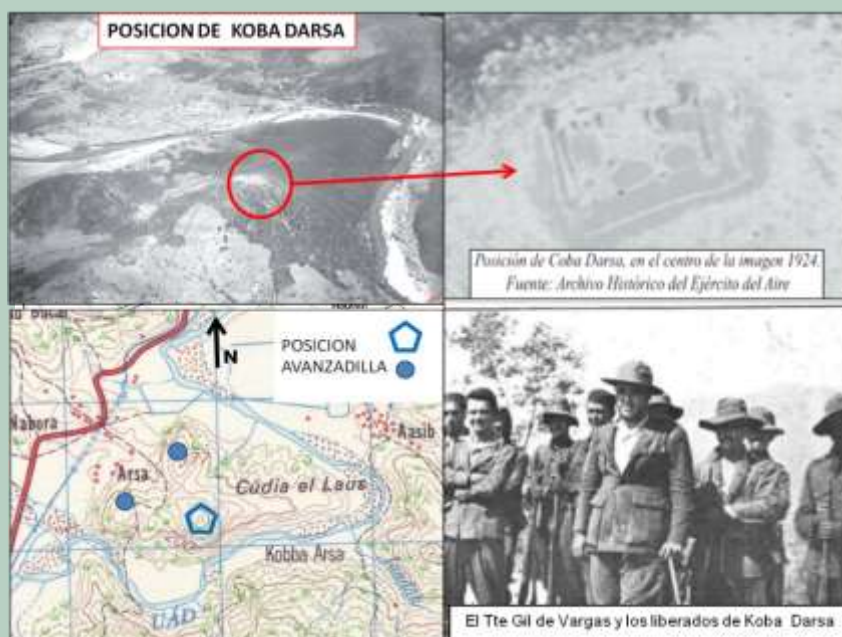 POSICION DE KOBA DARSA
Posición de Coba Darsa, en el centro de la imagen 1924.
Fuente: Archivo Histórico del Ejército del Aire
N
POSICION
AVANZADILLA
Nabora
Aasib
Arsa
Cúdia el Laus
Kobba Arsa
UÁD
El Tte Gil de Vargas y los liberados de Koba Darsa